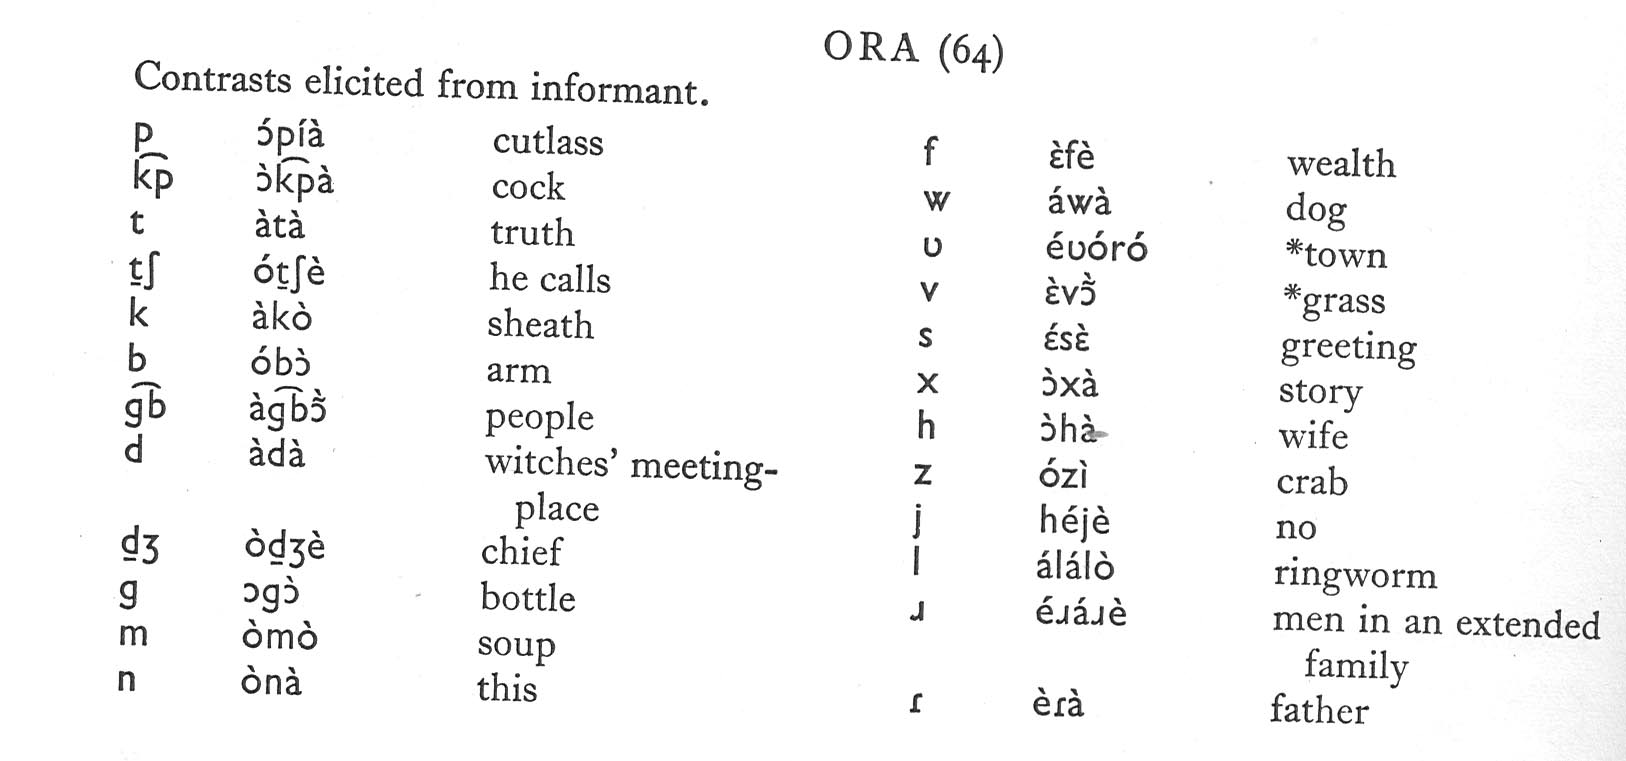 ORA (64)
Contrasts elicited from informant.
p ɔ́píà cutlass
k͡p ɔ̀k͡pà cock
t àtà truth
t̠ʃ ót̠ʃè he calls
k àkò sheath
b óbɔ̀ arm
g͡b àg͡bɔ̰̀ people
d àdà witches’ meeting-
place
d̠ʒ òd̠ʒè chief
g ɔgɔ̀ bottle
m òmò soup
n ònà this
f ɛ̀fè wealth
w áwà dog
ʋ éʋóró *town
v ɛ̀vɔ̃̀ *grass
s ɛ́sɛ̀ greeting
x ɔ̀xà story
h ɔ̀hà wife
z ózì crab
j héjè no
l álálò ringworm
ɹ éɹáɹè men in an extended
family
ɾ èɾà father